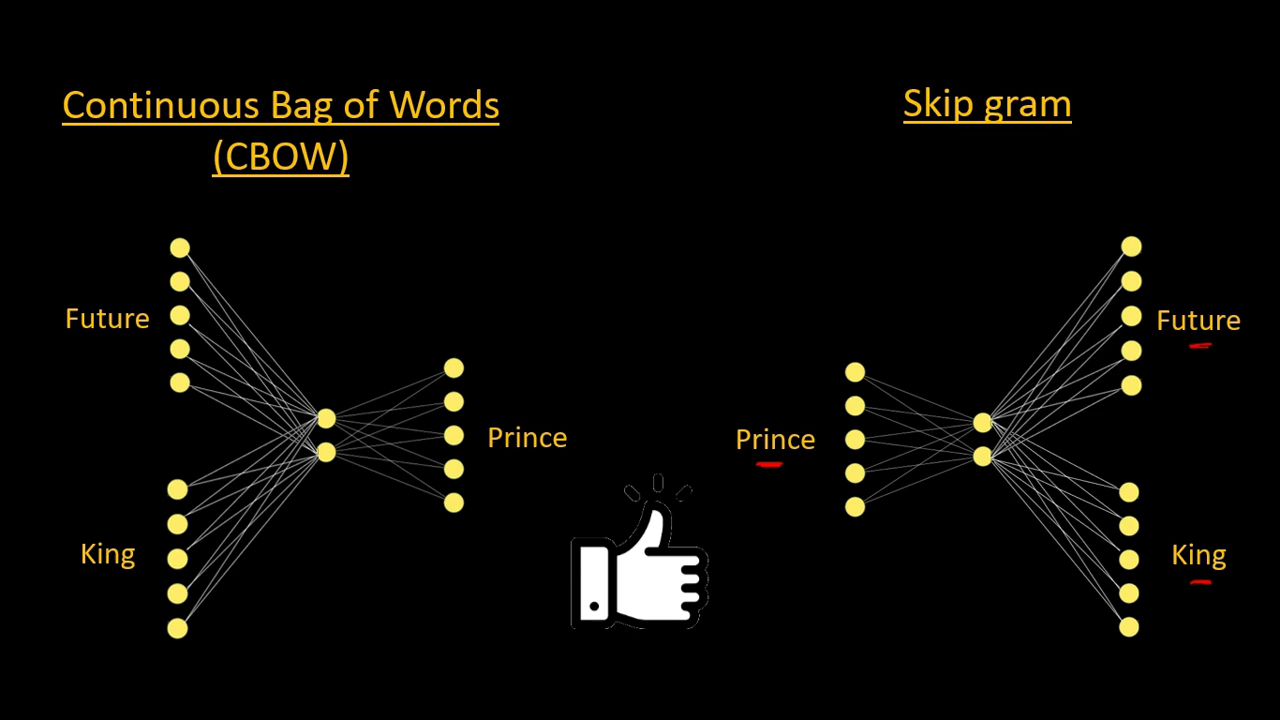 Continuous Bag of Words
(CBOW)
Future
King
Prince
Skip gram
Prince
Future
King